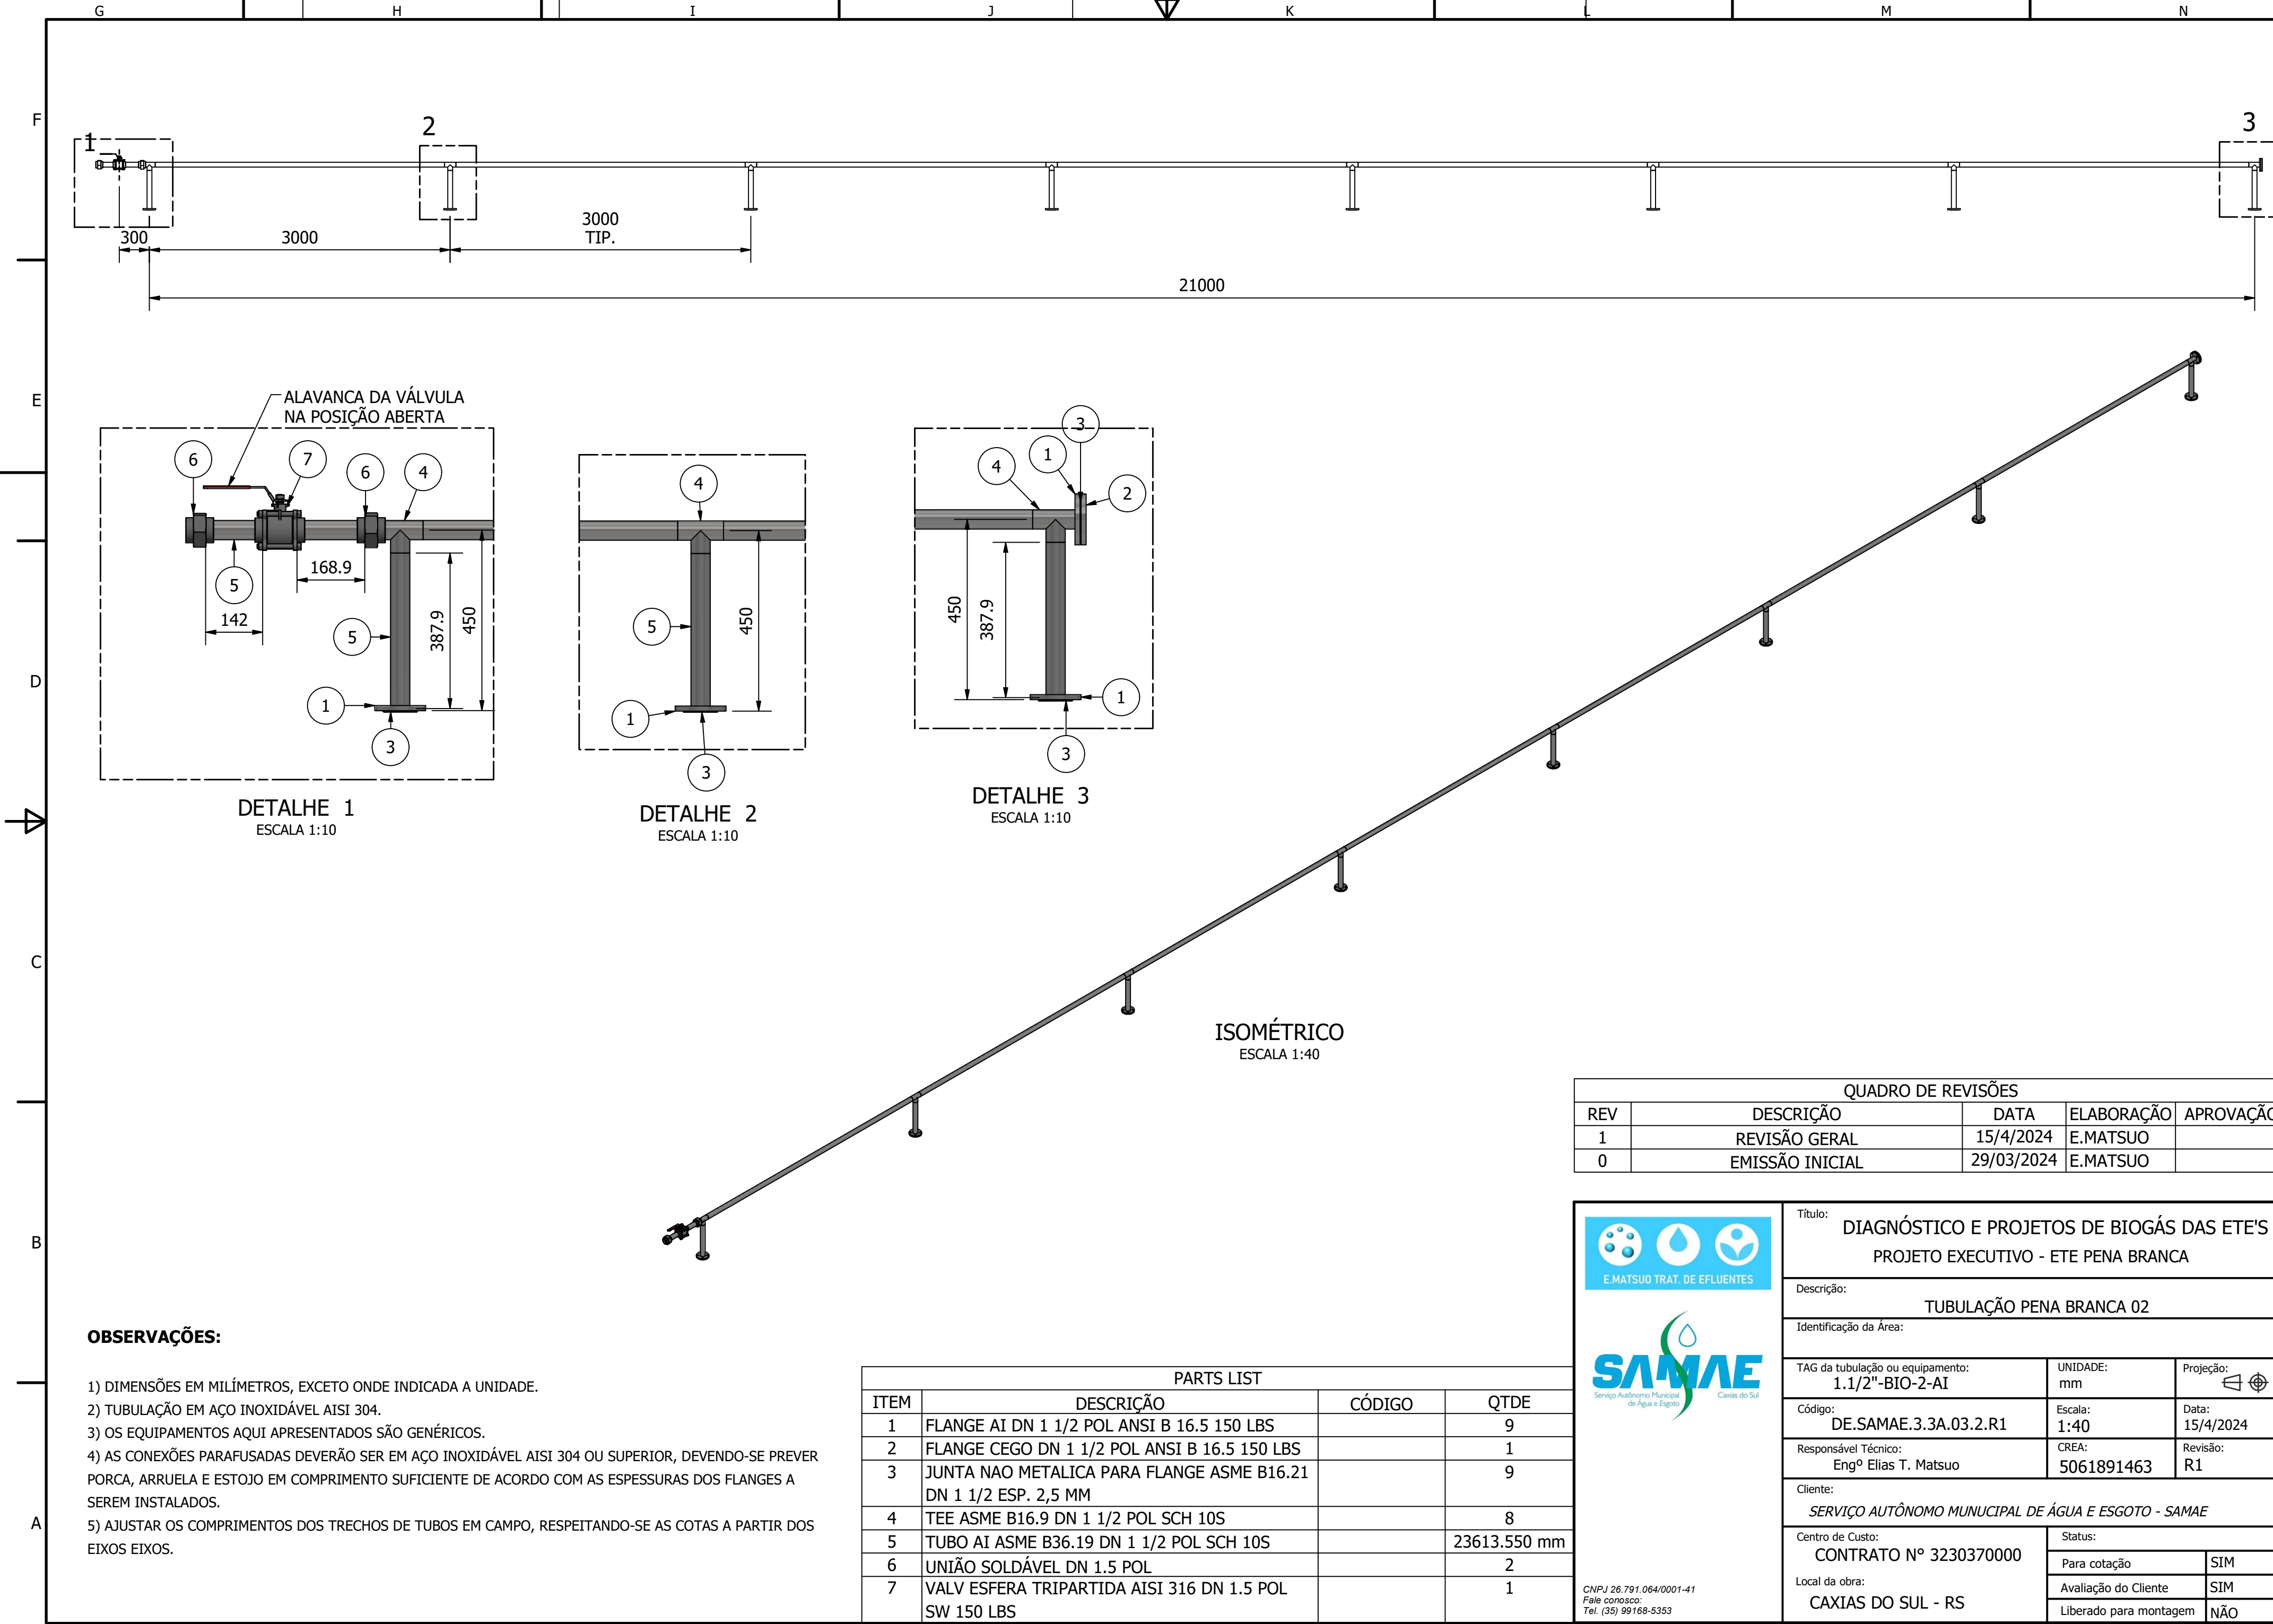 G H I J K L M N
F
1
2
3
300
3000
3000
TIP.
21000
E
ALAVANCA DA VÁLVULA
NA POSIÇÃO ABERTA
6 7 6 4
5
168.9
142
5
387.9
450
1
3
DETALHE 1
ESCALA 1:10
4
5
450
1
3
DETALHE 2
ESCALA 1:10
3
1
4
2
450
387.9
1
3
DETALHE 3
ESCALA 1:10
D
C
ISOMÉTRICO
ESCALA 1:40
B
A
QUADRO DE REVISÕES
REV DESCRIÇÃO DATA ELABORAÇÃO APROVAÇÃO
1 REVISÃO GERAL 15/4/2024 E.MATSUO
0 EMISSÃO INICIAL 29/03/2024 E.MATSUO
OBSERVAÇÕES:
1) DIMENSÕES EM MILÍMETROS, EXCETO ONDE INDICADA A UNIDADE.
2) TUBULAÇÃO EM AÇO INOXIDÁVEL AISI 304.
3) OS EQUIPAMENTOS AQUI APRESENTADOS SÃO GENÉRICOS.
4) AS CONEXÕES PARAFUSADAS DEVERÃO SER EM AÇO INOXIDÁVEL AISI 304 OU SUPERIOR, DEVENDO-SE PREVER
PORCA, ARRUELA E ESTOJO EM COMPRIMENTO SUFICIENTE DE ACORDO COM AS ESPESSURAS DOS FLANGES A
SEREM INSTALADOS.
5) AJUSTAR OS COMPRIMENTOS DOS TRECHOS DE TUBOS EM CAMPO, RESPEITANDO-SE AS COTAS A PARTIR DOS
EIXOS EIXOS.
PARTS LIST
ITEM DESCRIÇÃO CÓDIGO QTDE
1 FLANGE AI DN 1 1/2 POL ANSI B 16.5 150 LBS 9
2 FLANGE CEGO DN 1 1/2 POL ANSI B 16.5 150 LBS 1
3 JUNTA NAO METALICA PARA FLANGE ASME B16.21 9
DN 1 1/2 ESP. 2,5 MM
4 TEE ASME B16.9 DN 1 1/2 POL SCH 10S 8
5 TUBO AI ASME B36.19 DN 1 1/2 POL SCH 10S 23613.550 mm
6 UNIÃO SOLDÁVEL DN 1.5 POL 2
7 VALV ESFERA TRIPARTIDA AISI 316 DN 1.5 POL 1
SW 150 LBS
E.MATSUO TRAT. DE EFLUENTES
SAMAE
Serviço Autônomo Municipal Caxias do Sul
de Água e Esgoto
CNPJ 26.791.064/0001-41
Fale conosco:
Tel. (35) 99168-5353
Título:
DIAGNÓSTICO E PROJETOS DE BIOGÁS DAS ETE'S
PROJETO EXECUTIVO - ETE PENA BRANCA
Descrição:
TUBULAÇÃO PENA BRANCA 02
Identificação da Área:
TAG da tubulação ou equipamento: UNIDADE: Projeção:
1.1/2"-BIO-2-AI mm
Código: Escala: Data:
DE.SAMAE.3.3A.03.2.R1 1:40 15/4/2024
Responsável Técnico: CREA: Revisão:
Engº Elias T. Matsuo 5061891463 R1
Cliente:
SERVIÇO AUTÔNOMO MUNUCIPAL DE ÁGUA E ESGOTO - SAMAE
Centro de Custo: Status:
CONTRATO Nº 3230370000
Para cotação SIM
Local da obra:
Avaliação do Cliente SIM
CAXIAS DO SUL - RS
Liberado para montagem NÃO